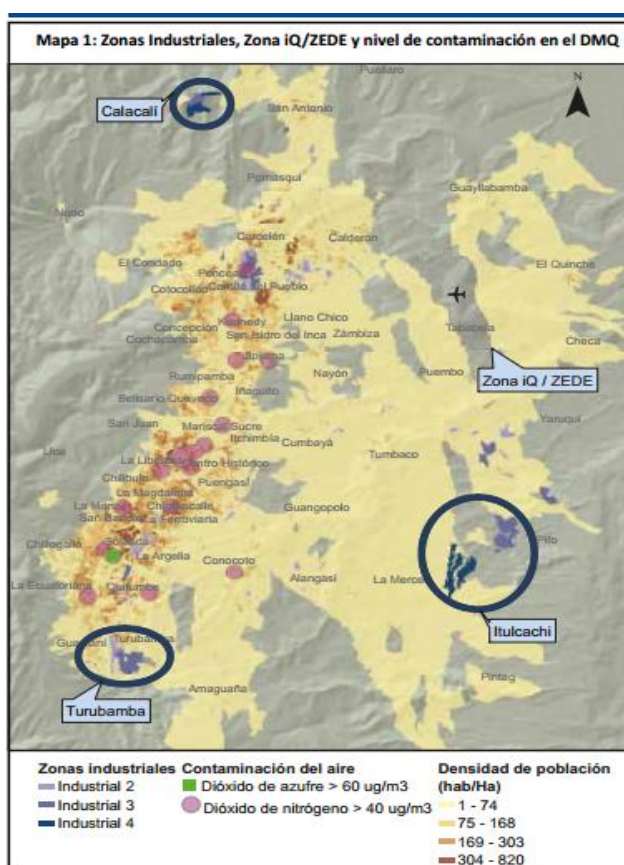 Mapa 1: Zonas Industriales, Zona iQ/ZEDE y nivel de contaminación en el DMQ
Puéllaro
N
Calacalí
San Antonio
Pomasqui
Guayllabamba
Nono
Carcelén
Calderón
El Condado
Ponceano
El Quinche
Cotocollao
Comité del Pueblo
Kennedy
Llano Chico
Concepción
San Isidro del Inca
Zámbiza
Tababela
Checa
Cochapamba
Jipijapa
Rumipamba
Nayón
Puembo
Zona iQ / ZEDE
Iñaquito
Belisario Quevedo
Yaruquí
San Juan
Mariscal Sucre
Itchimbía
Cumbayá
Tumbaco
Lloa
La Libertad
Centro Histórico
Chilibulo
Puengasí
La Magdalena
Guangopolo
La Mena
Chimbacalle
San Bartolo
La Ferroviaria
Chillogallo
Solanda
Pifo
La Argelia
Conocoto
Alangasí
La Merced
La Ecuatoriana
Quitumbe
Itulcachi
Guamaní
Turubamba
Pintag
Amaguaña
Turubamba
Zonas industriales
Industrial 2
Industrial 3
Industrial 4
Contaminación del aire
Dióxido de azufre > 60 ug/m3
Dióxido de nitrógeno > 40 ug/m3
Densidad de población
(hab/Ha)
1 - 74
75 - 168
169 - 303
304 - 820